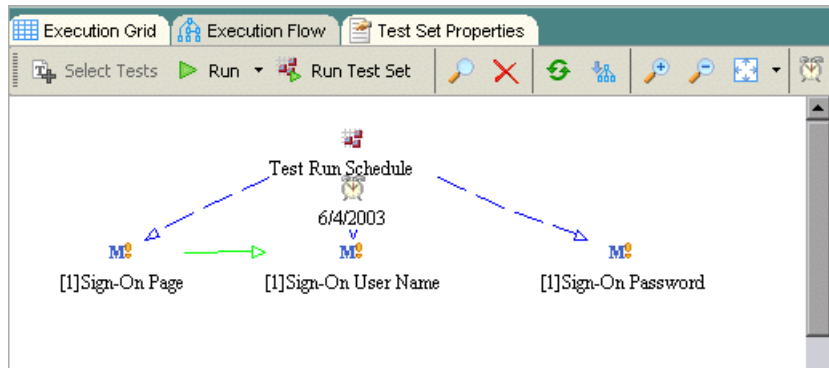 Execution Grid Execution Flow Test Set Properties
Select Tests Run Run Test Set
Test Run Schedule
6/4/2003
[1]Sign-On Page [1]Sign-On User Name [1]Sign-On Password